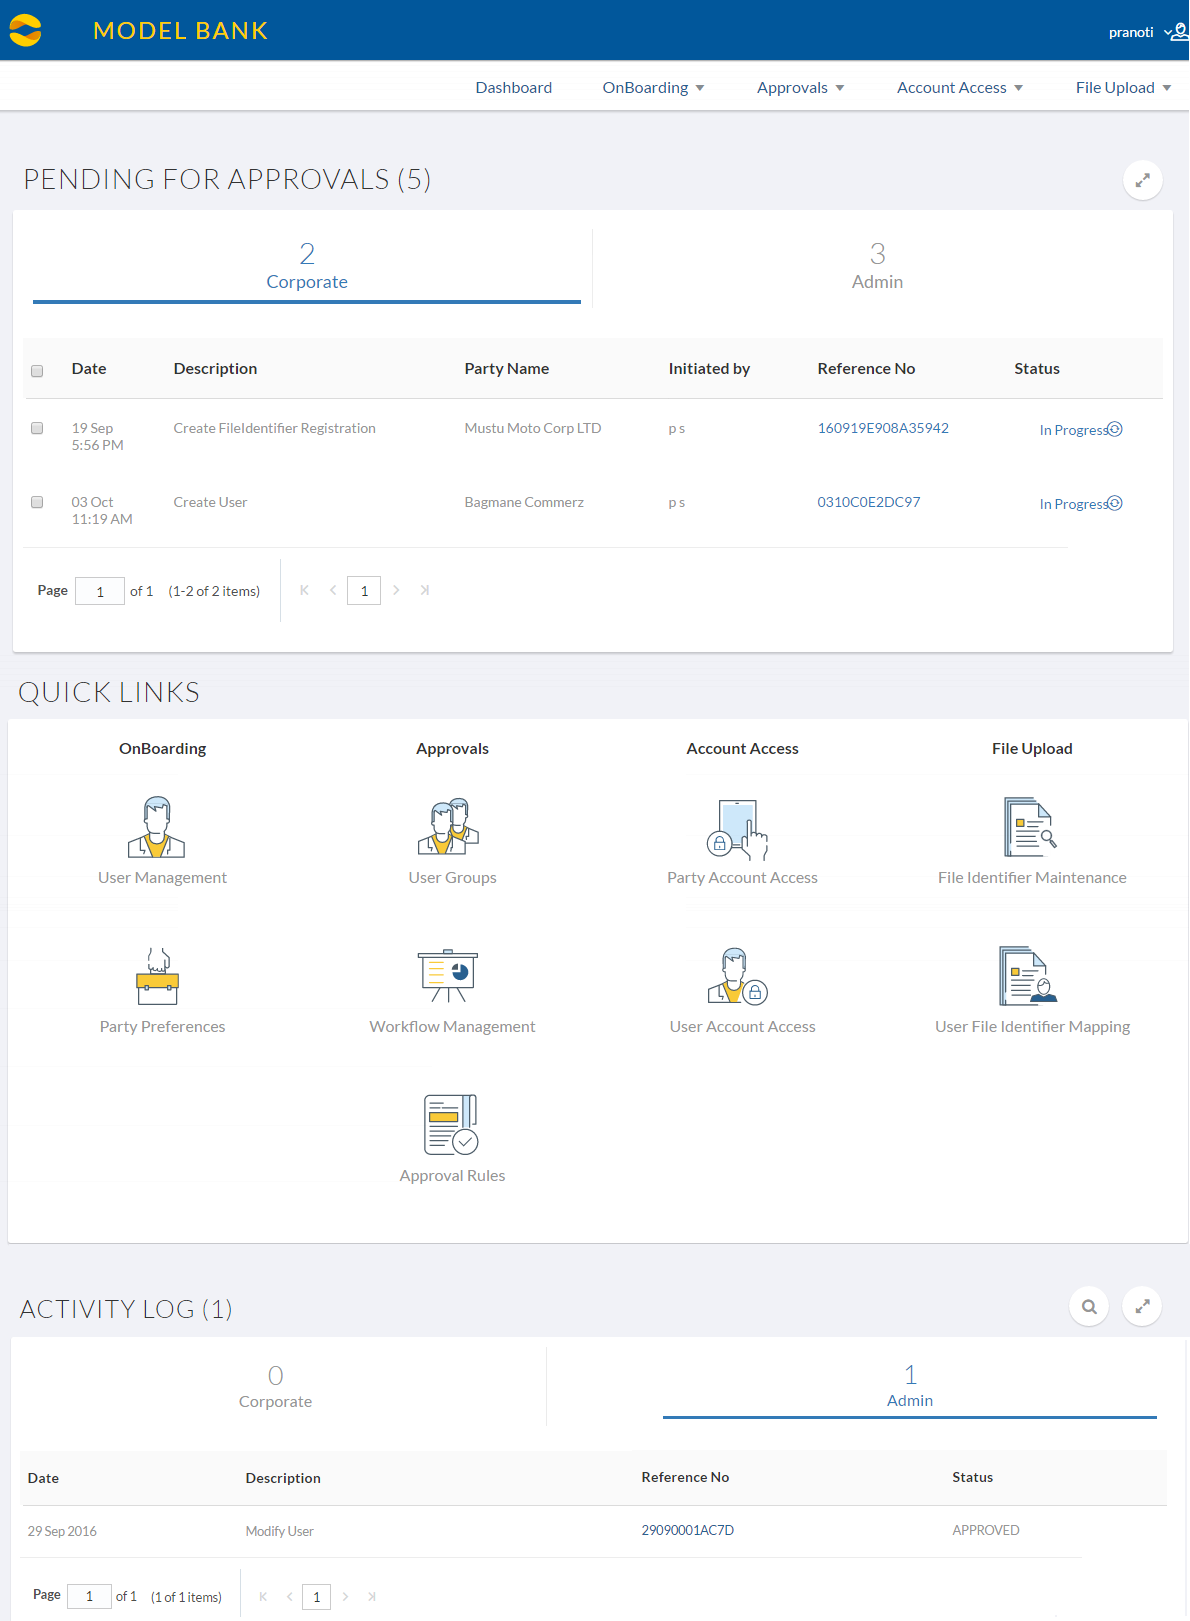 MODEL BANK
pranoti
Dashboard OnBoarding Approvals Account Access File Upload
PENDING FOR APPROVALS (5)
2 3
Corporate Admin
Date Description Party Name Initiated by Reference No Status
19 Sep Create FileIdentifier Registration Mustu Moto Corp LTD p s 160919E908A35942 In Progress
5:56 PM
03 Oct Create User Bagmane Commerz p s 0310C0E2DC97 In Progress
11:19 AM
Page 1 of 1 (1-2 of 2 items) 1
QUICK LINKS
OnBoarding Approvals Account Access File Upload
User Management User Groups Party Account Access File Identifier Maintenance
Party Preferences Workflow Management User Account Access User File Identifier Mapping
Approval Rules
ACTIVITY LOG (1)
0 1
Corporate Admin
Date Description Reference No Status
29 Sep 2016 Modify User 29090001AC7D APPROVED
Page 1 of 1 (1 of 1 items) 1